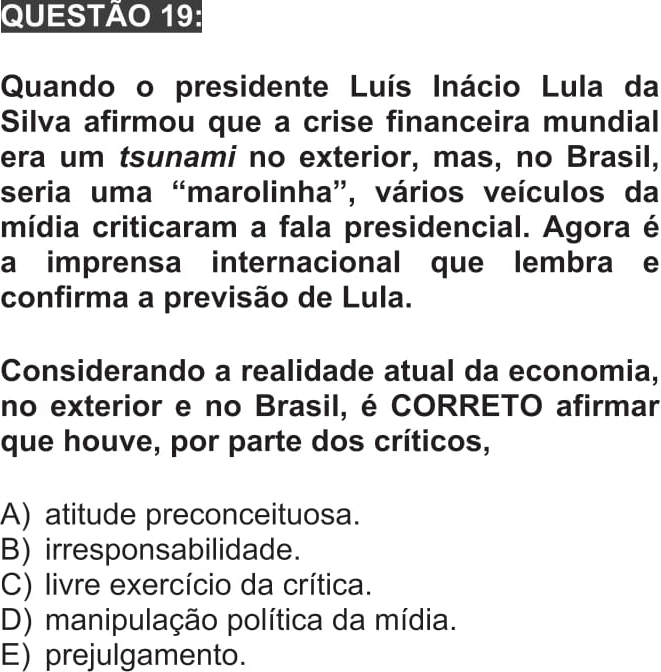 QUESTÃO 19:
Quando o presidente Luís Inácio Lula da
Silva afirmou que a crise financeira mundial
era um tsunami no exterior, mas, no Brasil,
seria uma “marolinha”, vários veículos da
mídia criticaram a fala presidencial. Agora é
a imprensa internacional que lembra e
confirma a previsão de Lula.
Considerando a realidade atual da economia,
no exterior e no Brasil, é CORRETO afirmar
que houve, por parte dos críticos,
A) atitude preconceituosa.
B) irresponsabilidade.
C) livre exercício da crítica.
D) manipulação política da mídia.
E) prejulgamento.